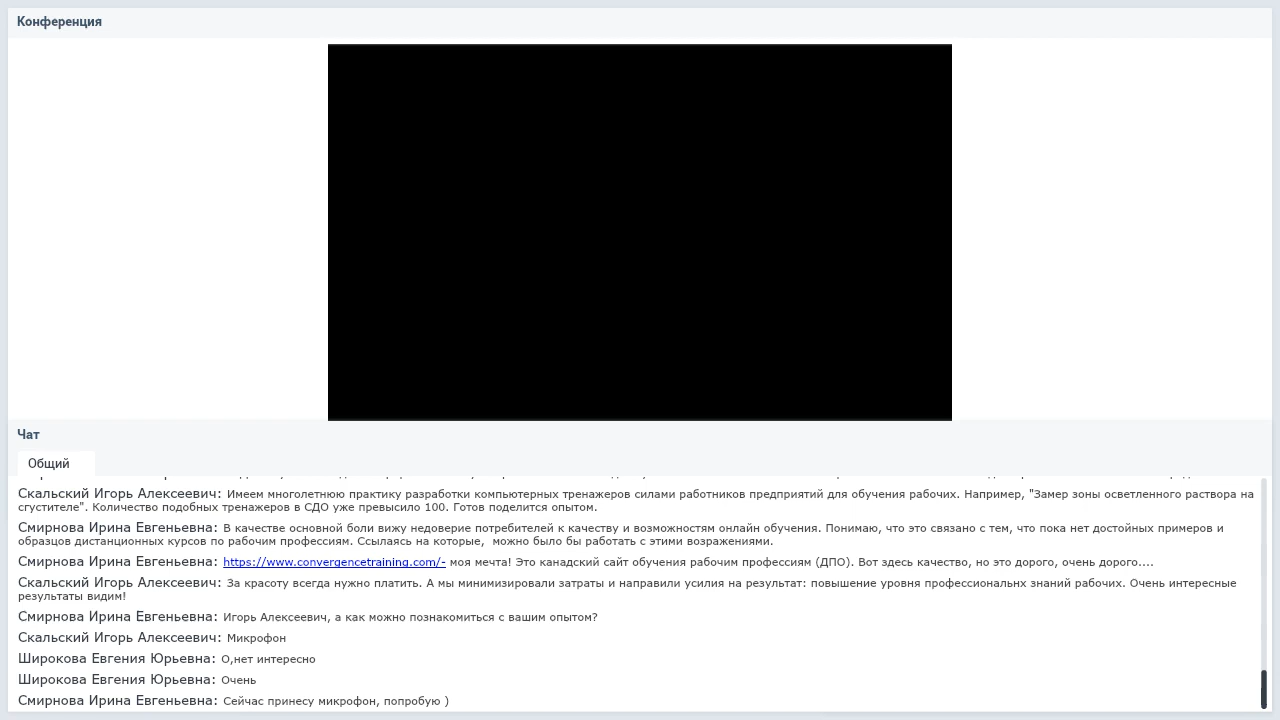 Конференция
Чат
Общий
Скальский Игорь Алексеевич: Имеем многолетнюю практику разработки компьютерных тренажеров силами работников предприятий для обучения рабочих. Например, "Замер зоны осветленного раствора на
сгустителе". Количество подобных тренажеров в СДО уже превысило 100. Готов поделится опытом.
Смирнова Ирина Евгеньевна: В качестве основной боли вижу недоверие потребителей к качеству и возможностям онлайн обучения. Понимаю, что это связано с тем, что пока нет достойных примеров и
образцов дистанционных курсов по рабочим профессиям. Ссылаясь на которые,  можно было бы работать с этими возражениями.
Смирнова Ирина Евгеньевна: https://www.convergencetraining.com/- моя мечта! Это канадский сайт обучения рабочим профессиям (ДПО). Вот здесь качество, но это дорого, очень дорого....
Скальский Игорь Алексеевич: За красоту всегда нужно платить. А мы минимизировали затраты и направили усилия на результат: повышение уровня профессиональнх знаний рабочих. Очень интересные
результаты видим!
Смирнова Ирина Евгеньевна: Игорь Алексеевич, а как можно познакомиться с вашим опытом?
Скальский Игорь Алексеевич: Микрофон
Широкова Евгения Юрьевна: О,нет интересно
Широкова Евгения Юрьевна: Очень
Смирнова Ирина Евгеньевна: Сейчас принесу микрофон, попробую )